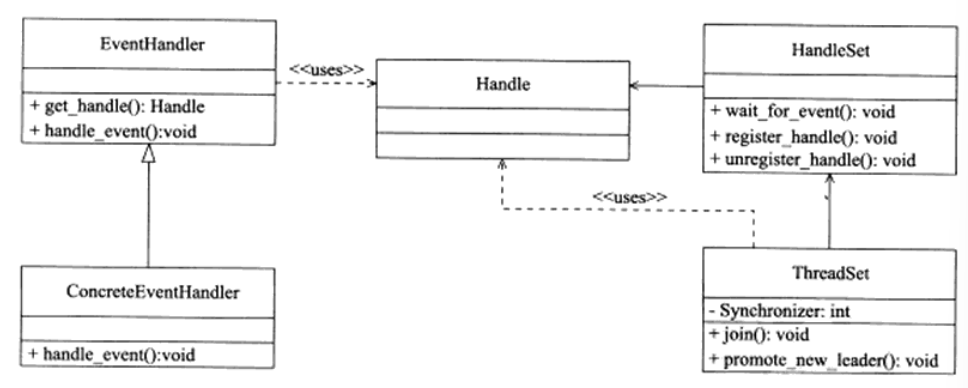 EventHandler
+ get_handle(): Handle
+ handle_event():void
<<uses>>
Handle
HandleSet
+ wait_for_event(): void
+ register_handle(): void
+ unregister_handle(): void
<<uses>>
ConcreteEventHandler
+ handle_event():void
ThreadSet
- Synchronizer: int
+ join(): void
+ promote_new_leader(): void